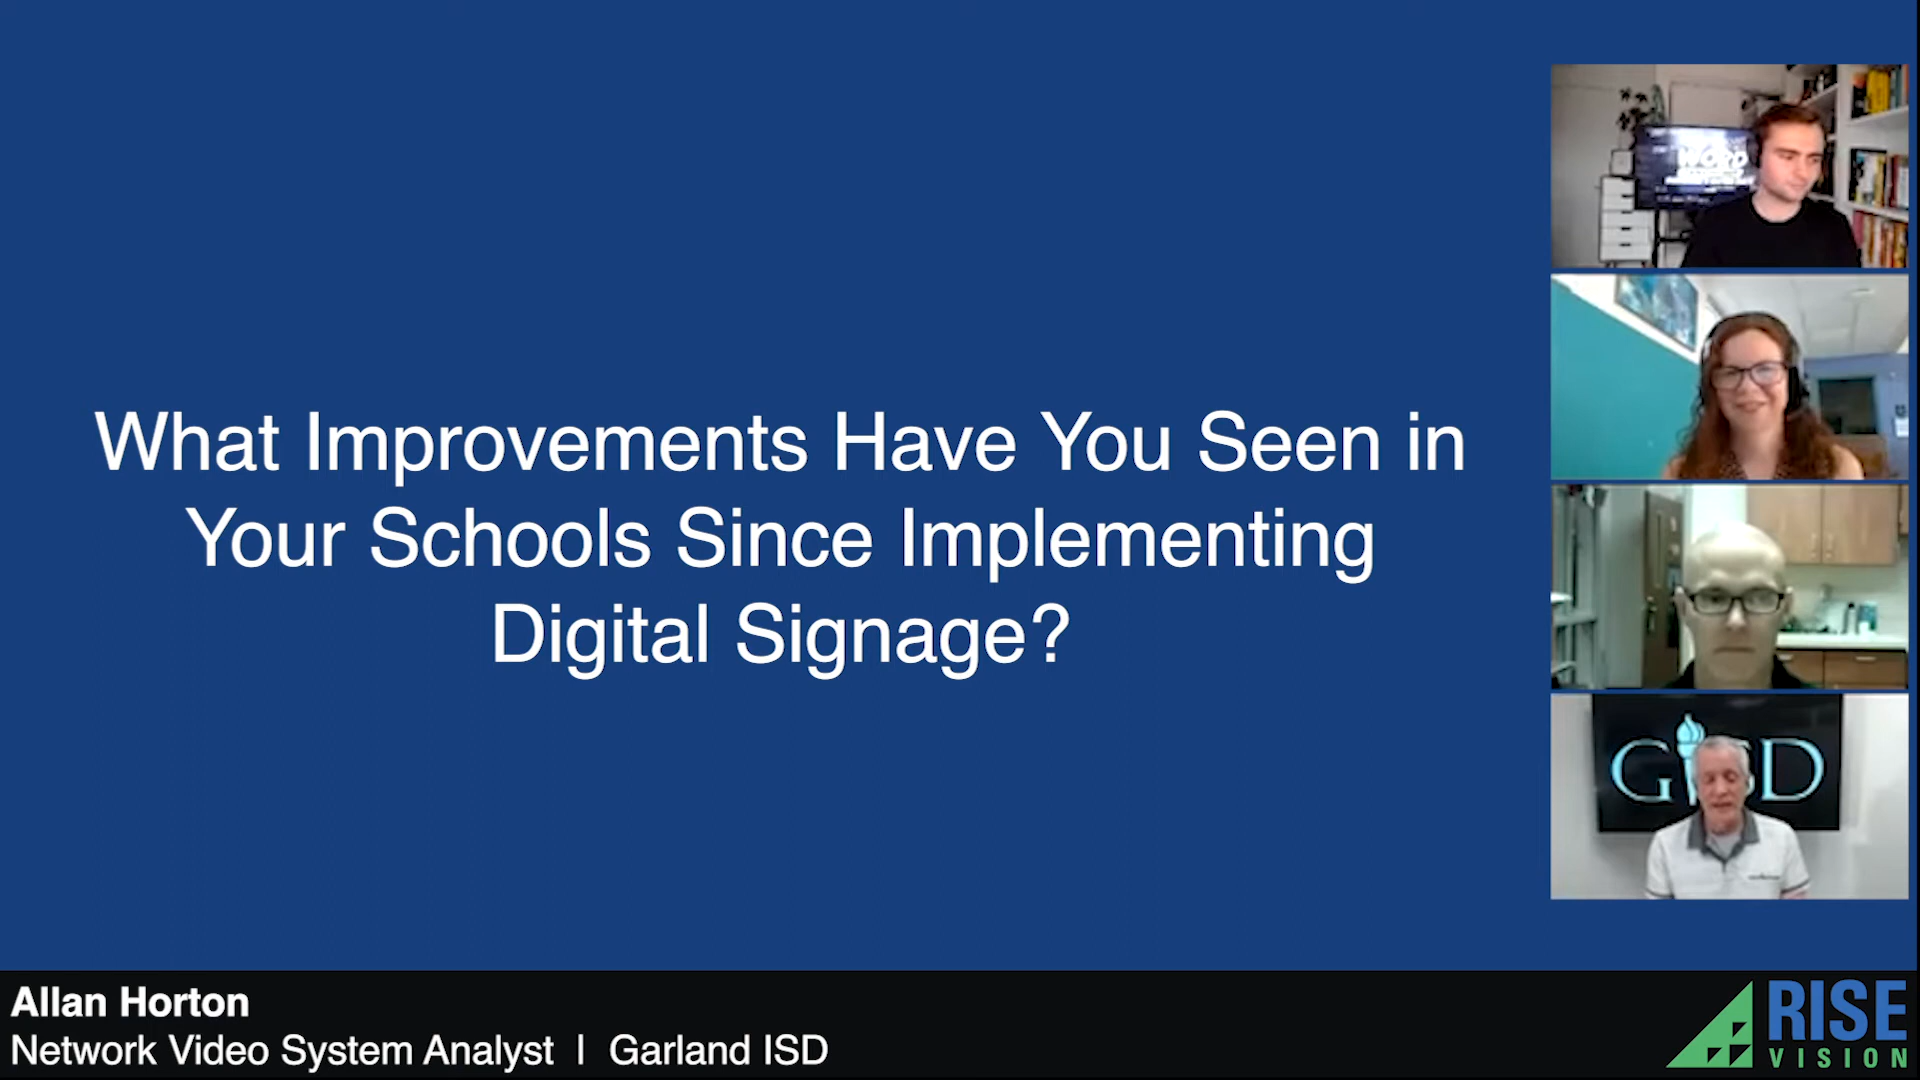 What Improvements Have You Seen in
Your Schools Since Implementing
Digital Signage?
WORD
GISD
Allan Horton
Network Video System Analyst | Garland ISD
RISE
VISION